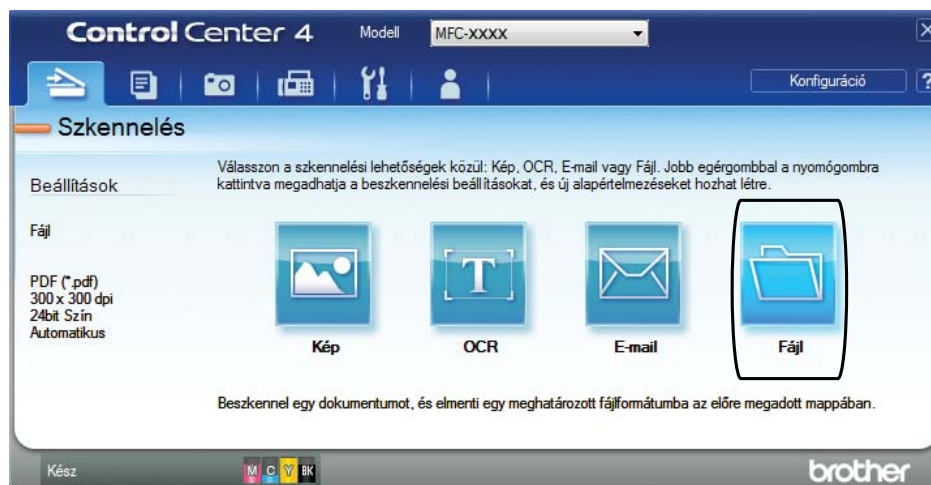 Control Center 4
Modell
MFC-XXXX
X
Konfiguráció
?
Szkennelés
Beállítások
Fájl
PDF (*.pdf)
300 x 300 dpi
24bit Szín
Automatikus
Válasszon a szkennelési lehetőségek közül: Kép, OCR, E-mail vagy Fájl. Jobb egérgombbal a nyomógombra
kattintva megadhatja a beszkennelési beállításokat, és új alapértelmezéseket hozhat létre.
T
Kép
OCR
E-mail
Fájl
Beszkennel egy dokumentumot, és elmenti egy meghatározott fájlformátumba az előre megadott mappában.
Kész
M C Y BK
brother